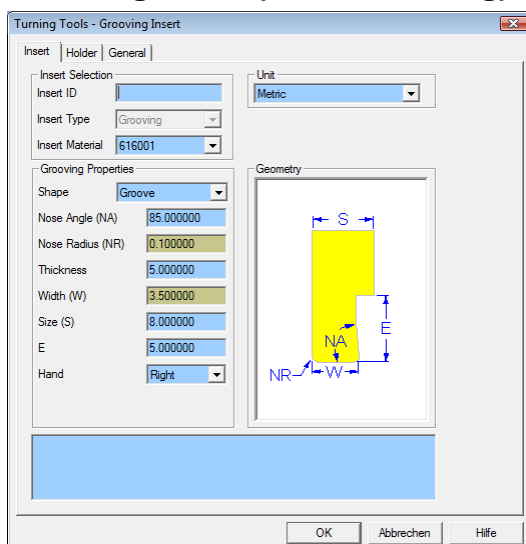 Turning Tools - Grooving Insert
Insert Holder General
Insert Selection
Insert ID
Insert Type Grooving
Insert Material 616001
Unit
Metric
Grooving Properties
Shape Groove
Nose Angle (NA) 85.000000
Nose Radius (NR) 0.100000
Thickness 5.000000
Width (W) 3.500000
Size (S) 8.000000
E 5.000000
Hand Right
Geometry
S
E
NA
NR
W
OK Abbrechen Hilfe